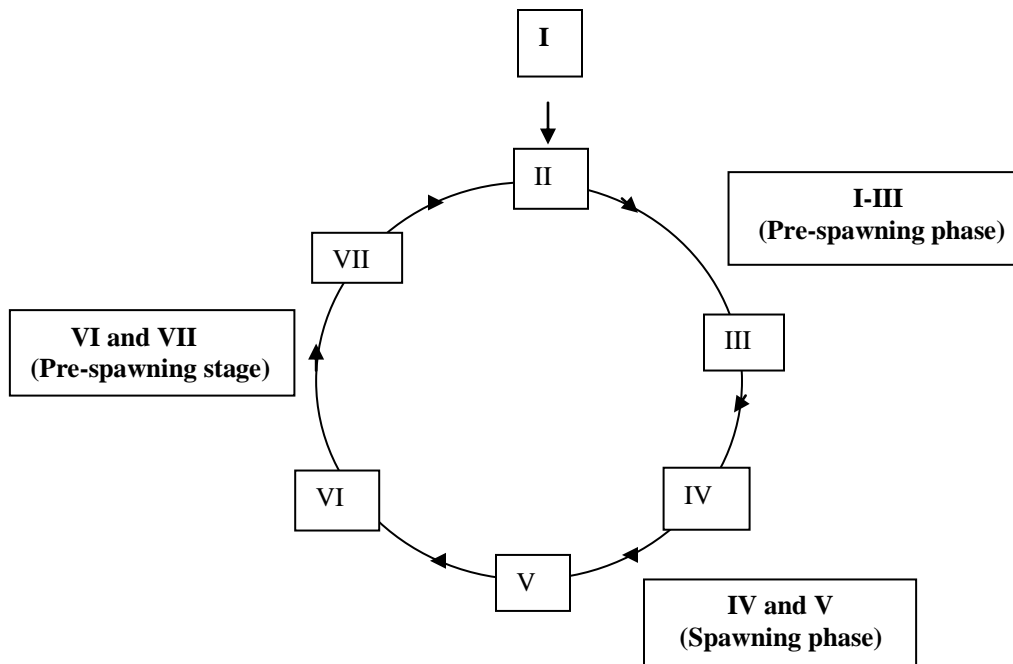 I
II
I-III
(Pre-spawning phase)
VII
III
VI and VII
(Pre-spawning stage)
VI
IV
V
IV and V
(Spawning phase)